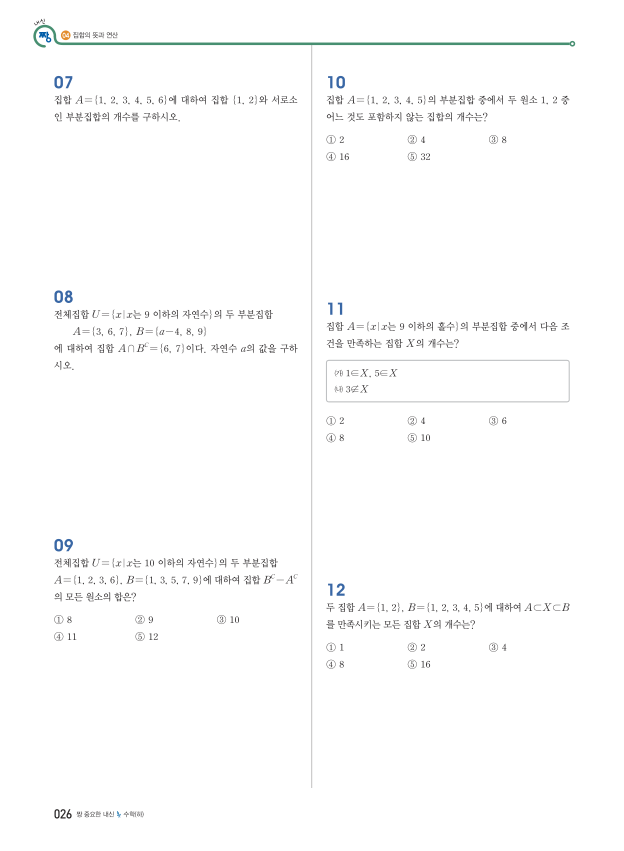 내신
짱
04 집합의 뜻과 연산
07
집합 A={1, 2, 3, 4, 5, 6}에 대하여 집합 {1, 2}와 서로소
인 부분집합의 개수를 구하시오.
08
전체집합 U={x|x는 9 이하의 자연수}의 두 부분집합
A={3, 6, 7}, B={a-4, 8, 9}
에 대하여 집합 A∩Bᶜ={6, 7}이다. 자연수 a의 값을 구하
시오.
09
전체집합 U={x|x는 10 이하의 자연수}의 두 부분집합
A={1, 2, 3, 6}, B={1, 3, 5, 7, 9}에 대하여 집합 Bᶜ-Aᶜ
의 모든 원소의 합은?
① 8 ② 9 ③ 10
④ 11 ⑤ 12
10
집합 A={1, 2, 3, 4, 5}의 부분집합 중에서 두 원소 1, 2 중
어느 것도 포함하지 않는 집합의 개수는?
① 2 ② 4 ③ 8
④ 16 ⑤ 32
11
집합 A={x|x는 9 이하의 홀수}의 부분집합 중에서 다음 조
건을 만족하는 집합 X의 개수는?
㈎ 1∈X, 5∈X
㈏ 3∉X
① 2 ② 4 ③ 6
④ 8 ⑤ 10
12
두 집합 A={1, 2}, B={1, 2, 3, 4, 5}에 대하여 A⊂X⊂B
를 만족시키는 모든 집합 X의 개수는?
① 1 ② 2 ③ 4
④ 8 ⑤ 16
026 짱 중요한 내신 수학(하)